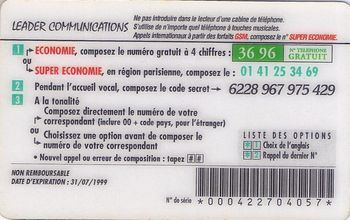 LEADER COMMUNICATIONS
Ne pas introduire dans le lecteur d'une cabine de téléphone.
S'utilise de n'importe quel téléphone à touches musicales.
Appels internationaux à partir des forfaits GSM, composez le n° SUPER ECONOMIE.
1 ECONOMIE, composez le numéro gratuit à 4 chiffres : 36 96 N° TELEPHONE GRATUIT
ou
SUPER ECONOMIE, en région parisienne, composez le : 01 41 25 34 69
2 Pendant l'accueil vocal, composez le code secret → 6228 967 975 429
3 A la tonalité
Composez directement le numéro de votre
correspondant (inclure 00 + code pays, pour l'étranger)
ou
Choisissez une option avant de composer le
numéro de votre correspondant
• Nouvel appel ou erreur de composition : tapez ##
LISTE DES OPTIONS
*1 Choix de l'anglais
*2 Rappel du dernier N°
NON REMBOURSABLE
DATE D'EXPIRATION : 31/07/1999
N° de série
*000422704057*